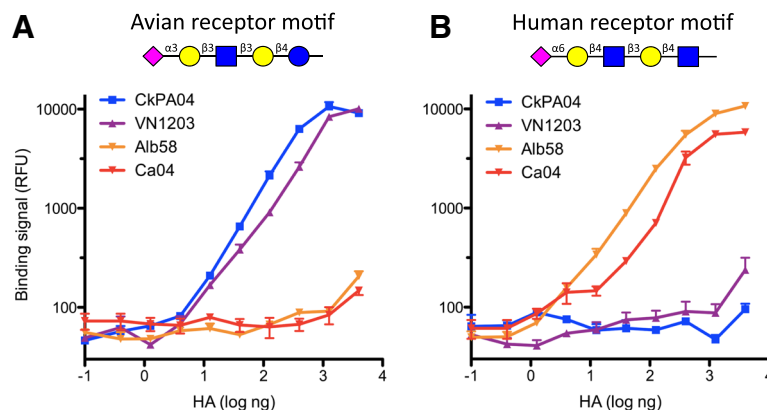 A
Avian receptor motif
α3 β3 β3 β4
CkPA04
VN1203
Alb58
Ca04
10000
1000
100
Binding signal (RFU)
-1 0 1 2 3 4
HA (log ng)
B
Human receptor motif
α6 β4 β3 β4
CkPA04
VN1203
Alb58
Ca04
10000
1000
100
-1 0 1 2 3 4
HA (log ng)